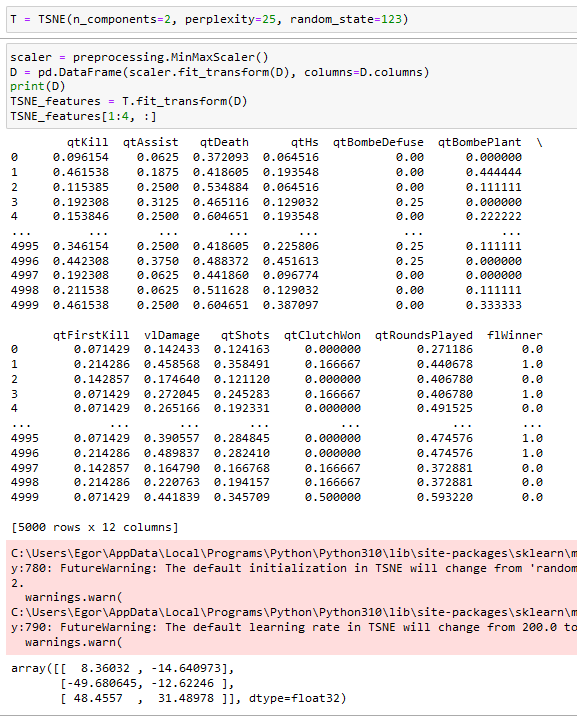 T = TSNE(n_components=2, perplexity=25, random_state=123)
scaler = preprocessing.MinMaxScaler()
D = pd.DataFrame(scaler.fit_transform(D), columns=D.columns)
print(D)
TSNE_features = T.fit_transform(D)
TSNE_features[1:4, :]
qtKill qtAssist qtDeath qtHs qtBombeDefuse qtBombePlant \
0 0.096154 0.0625 0.372093 0.064516 0.00 0.000000
1 0.461538 0.1875 0.418605 0.193548 0.00 0.444444
2 0.115385 0.2500 0.534884 0.064516 0.00 0.111111
3 0.192308 0.3125 0.465116 0.129032 0.25 0.000000
4 0.153846 0.2500 0.604651 0.193548 0.00 0.222222
... ... ... ... ... ... ...
4995 0.346154 0.2500 0.418605 0.225806 0.25 0.111111
4996 0.442308 0.3750 0.488372 0.451613 0.25 0.000000
4997 0.192308 0.0625 0.441860 0.096774 0.00 0.000000
4998 0.211538 0.0625 0.511628 0.129032 0.00 0.111111
4999 0.461538 0.2500 0.604651 0.387097 0.00 0.333333
qtFirstKill vlDamage qtShots qtClutchWon qtRoundsPlayed flWinner
0 0.071429 0.142433 0.124163 0.000000 0.271186 0.0
1 0.214286 0.458568 0.358491 0.166667 0.440678 1.0
2 0.142857 0.174640 0.121120 0.000000 0.406780 0.0
3 0.071429 0.272045 0.245283 0.166667 0.406780 1.0
4 0.071429 0.265166 0.192331 0.000000 0.491525 0.0
... ... ... ... ... ... ...
4995 0.071429 0.390557 0.284845 0.000000 0.474576 1.0
4996 0.214286 0.489837 0.282410 0.000000 0.474576 1.0
4997 0.142857 0.164790 0.166768 0.166667 0.372881 0.0
4998 0.214286 0.220763 0.194157 0.166667 0.372881 0.0
4999 0.071429 0.441839 0.345709 0.500000 0.593220 0.0
[5000 rows x 12 columns]
C:\Users\Egor\AppData\Local\Programs\Python\Python310\lib\site-packages\sklearn\m
y:780: FutureWarning: The default initialization in TSNE will change from 'random
2.
warnings.warn(
C:\Users\Egor\AppData\Local\Programs\Python\Python310\lib\site-packages\sklearn\m
y:790: FutureWarning: The default learning rate in TSNE will change from 200.0 to
warnings.warn(
array([[ 8.36032 , -14.640973],
[-49.680645, -12.62246 ],
[ 48.4557 , 31.48978 ]], dtype=float32)